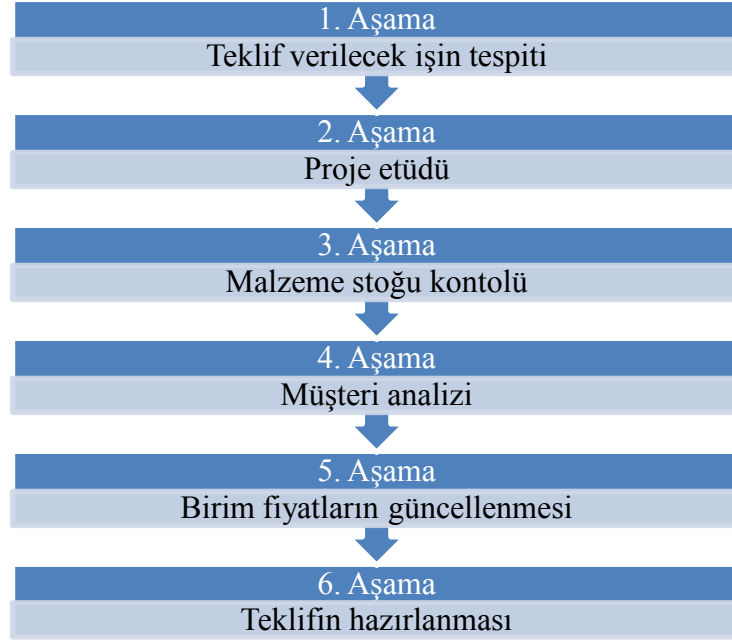 1. Aşama
Teklif verilecek işin tespiti
2. Aşama
Proje etüdü
3. Aşama
Malzeme stoğu kontolü
4. Aşama
Müşteri analizi
5. Aşama
Birim fiyatların güncellenmesi
6. Aşama
Teklifin hazırlanması